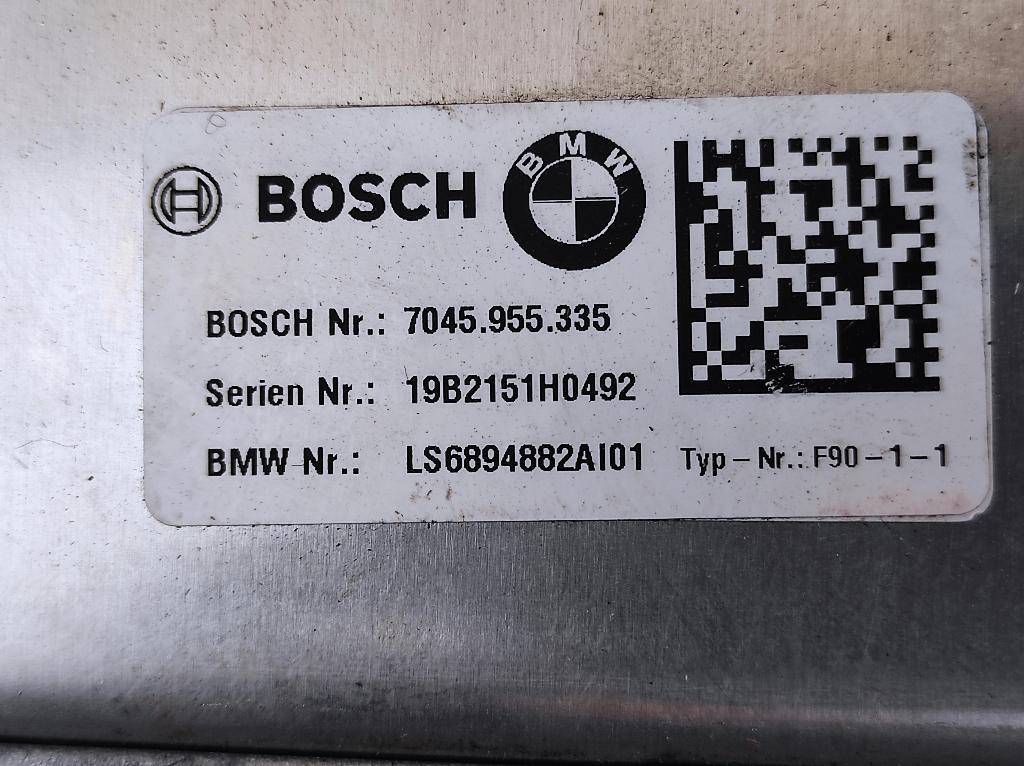 BOSCH BMW
BOSCH Nr.: 7045.955.335
Serien Nr.: 19B2151H0492
BMW Nr.: LS6894882AI01 Typ-Nr.: F90-1-1